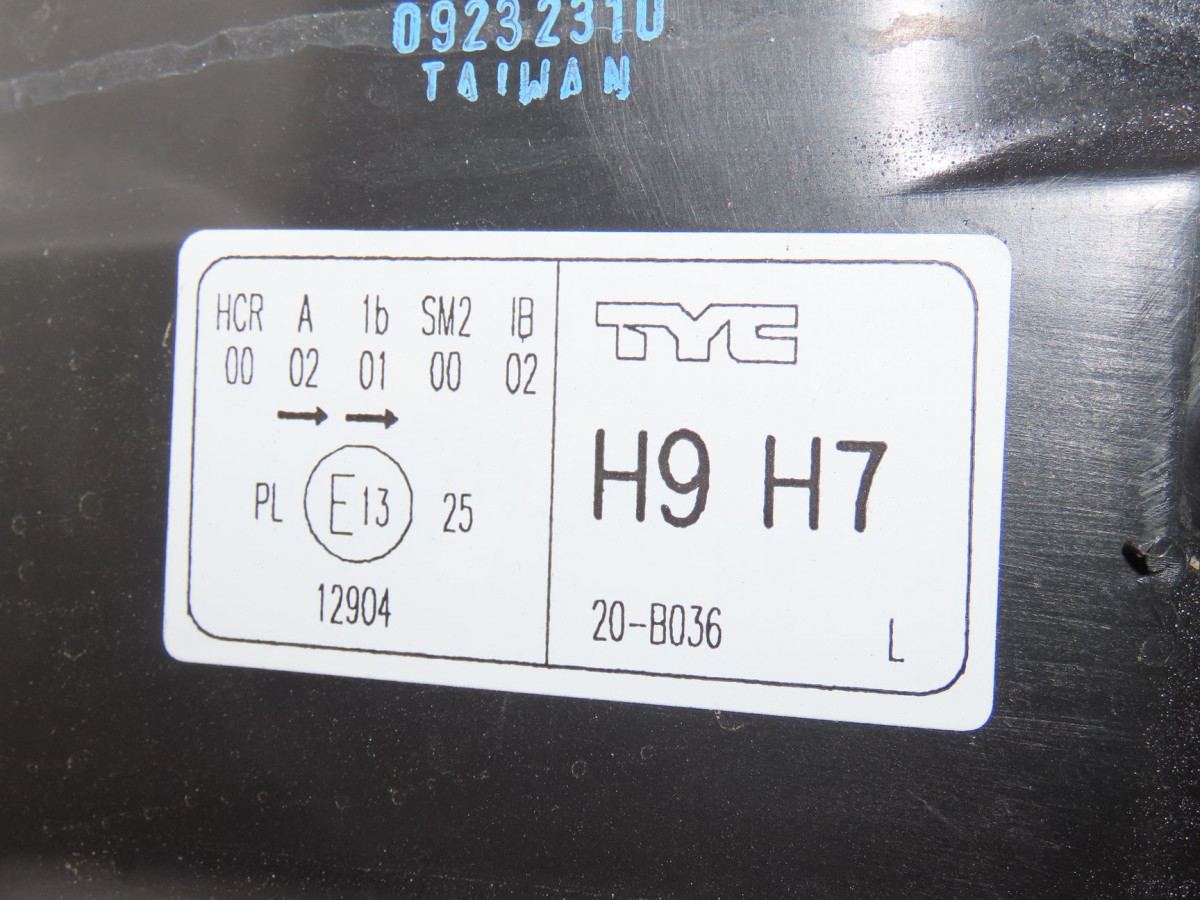 09232310
TAIWAN
HCR A 1b SM2 IB
00 02 01 00 02
→ →
PL E13 25
12904
TYC
H9 H7
20-B036 L